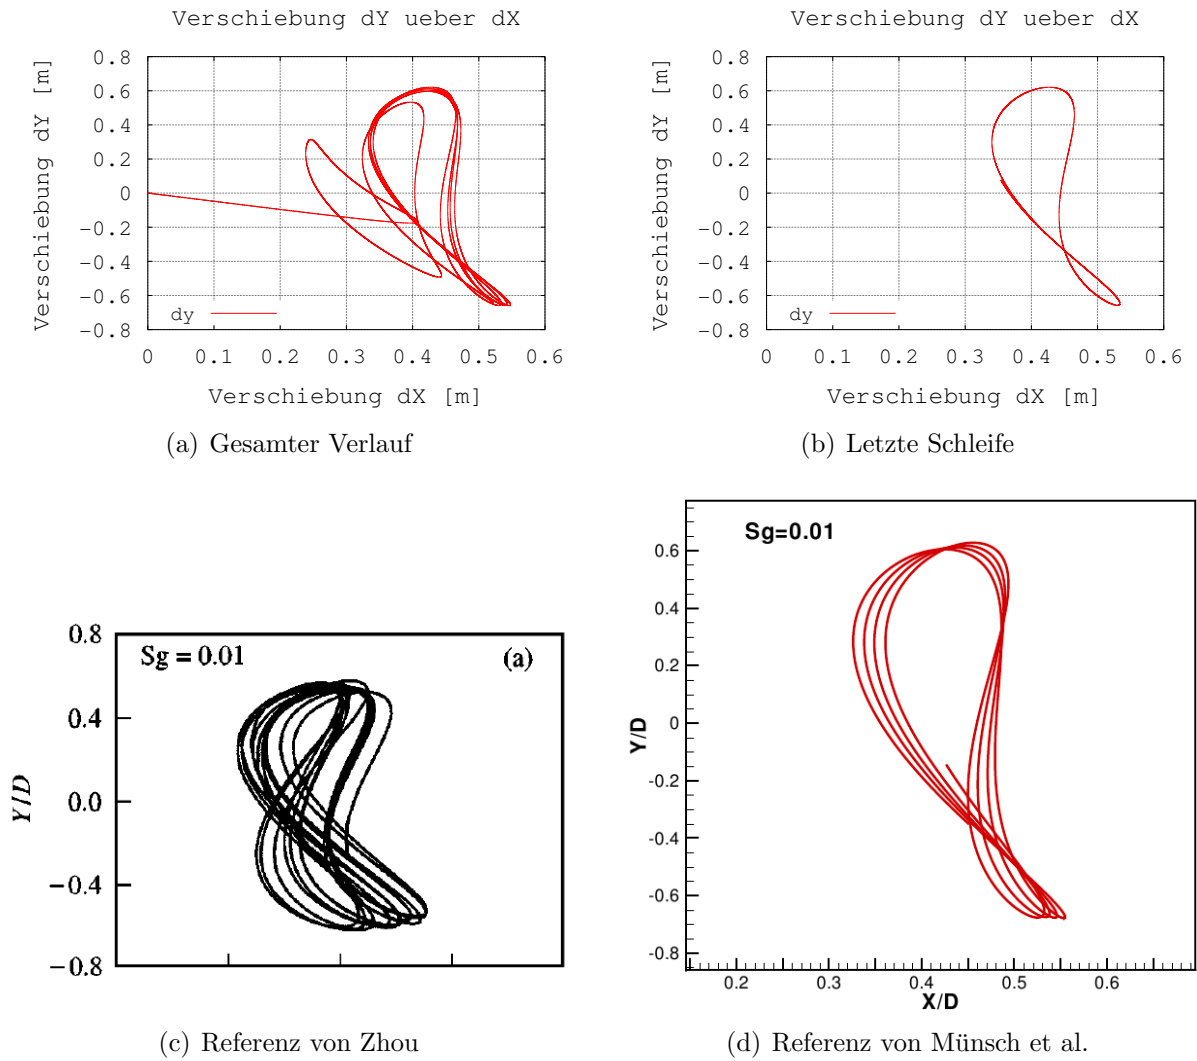 Verschiebung dY ueber dX
Verschiebung dY [m]
0.8
0.6
0.4
0.2
0
−0.2
−0.4
−0.6
−0.8
dy
0 0.1 0.2 0.3 0.4 0.5 0.6
Verschiebung dX [m]
(a) Gesamter Verlauf
Verschiebung dY ueber dX
Verschiebung dY [m]
0.8
0.6
0.4
0.2
0
−0.2
−0.4
−0.6
−0.8
dy
0 0.1 0.2 0.3 0.4 0.5 0.6
Verschiebung dX [m]
(b) Letzte Schleife
Sg = 0.01 (a)
Y/D
0.8
0.4
0.0
−0.4
−0.8
(c) Referenz von Zhou
Sg=0.01
Y/D
0.6
0.4
0.2
0
-0.2
-0.4
-0.6
-0.8
0.2 0.3 0.4 0.5 0.6
X/D
(d) Referenz von Münsch et al.